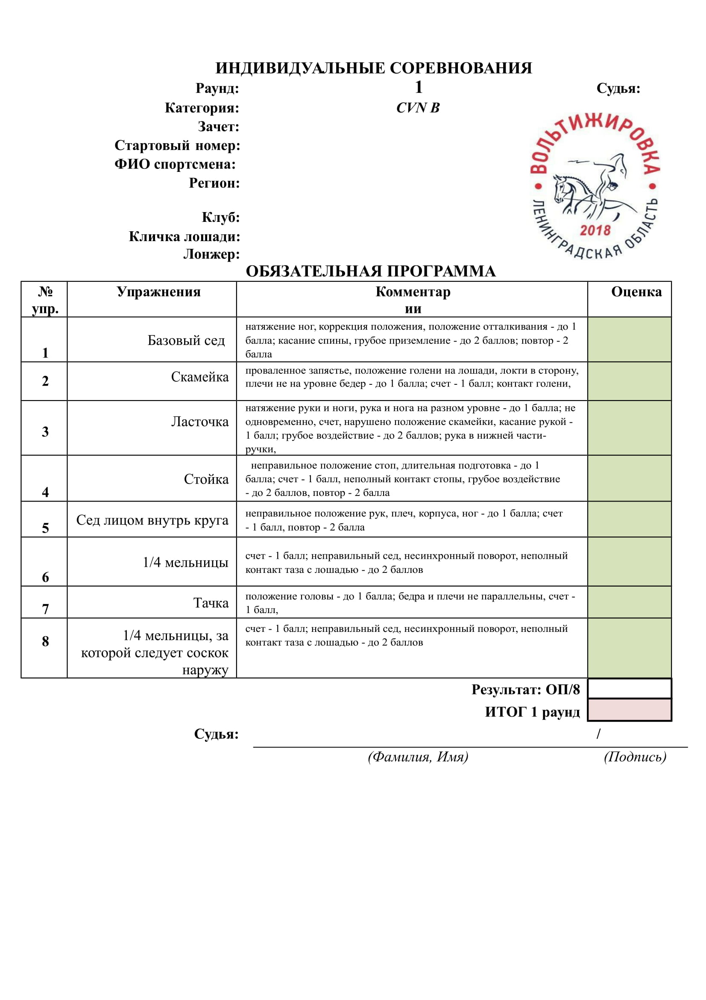 ИНДИВИДУАЛЬНЫЕ СОРЕВНОВАНИЯ
Раунд: 1 Судья:
Категория: CVN B
Зачет:
Стартовый номер:
ФИО спортсмена:
Регион:
Клуб:
Кличка лошади:
Лонжер:
ВОЛЬТИЖИРОВКА
2018
ЛЕНИНГРАДСКАЯ ОБЛАСТЬ
ОБЯЗАТЕЛЬНАЯ ПРОГРАММА
№ упр.
Упражнения
Комментар
ии
Оценка
1
Базовый сед
натяжение ног, коррекция положения, положение отталкивания - до 1
балла; касание спины, грубое приземление - до 2 баллов; повтор - 2
балла
2
Скамейка
проваленное запястье, положение голени на лошади, локти в сторону,
плечи не на уровне бедер - до 1 балла; счет - 1 балл; контакт голени,
3
Ласточка
натяжение руки и ноги, рука и нога на разном уровне - до 1 балла; не
одновременно, счет, нарушено положение скамейки, касание рукой -
1 балл; грубое воздействие - до 2 баллов; рука в нижней части-
ручки,
4
Стойка
неправильное положение стоп, длительная подготовка - до 1
балла; счет - 1 балл, неполный контакт стопы, грубое воздействие
- до 2 баллов, повтор - 2 балла
5
Сед лицом внутрь круга
неправильное положение рук, плеч, корпуса, ног - до 1 балла; счет
- 1 балл, повтор - 2 балла
6
1/4 мельницы
счет - 1 балл; неправильный сед, несинхронный поворот, неполный
контакт таза с лошадью - до 2 баллов
7
Тачка
положение головы - до 1 балла; бедра и плечи не параллельны, счет -
1 балл,
8
1/4 мельницы, за
которой следует соскок
наружу
счет - 1 балл; неправильный сед, несинхронный поворот, неполный
контакт таза с лошадью - до 2 баллов
Результат: ОП/8
ИТОГ 1 раунд
Судья: /
(Фамилия, Имя) (Подпись)